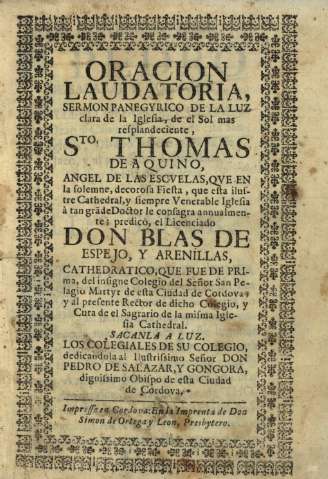 ORACION
LAUDATORIA,
SERMON PANEGYRICO DE LA LUZ
clara de la Iglesia, de el Sol mas
resplandeciente,
STO. THOMAS
DE AQUINO,
ANGEL DE LAS ESCVELAS, QVE EN
la solemne, decorosa Fiesta, que esta ilus-
tre Cathedral, y siempre Venerable Iglesia
à tan grãde Doctor le consagra annualmen-
te: predicó, el Licenciado
DON BLAS DE
ESPEJO, Y ARENILLAS,
CATHEDRATICO, QUE FUE DE PRI-
ma, del insigne Colegio del Señor San Pe-
lagio Martyr de esta Ciudad de Cordova,
y al presente Rector de dicho Colegio, y
Cura de el Sagrario de la misma Igle-
sia Cathedral.
SACANLA A LUZ.
LOS COLEGIALES DE SU COLEGIO,
dedicandola al Ilustrissimo Señor DON
PEDRO DE SALAZAR, Y GONGORA,
dignissimo Obispo de esta Ciudad
de Cordova.
Impresso en Cordova: En la Imprenta de Don
Simon de Ortega y Leon, Presbytero.